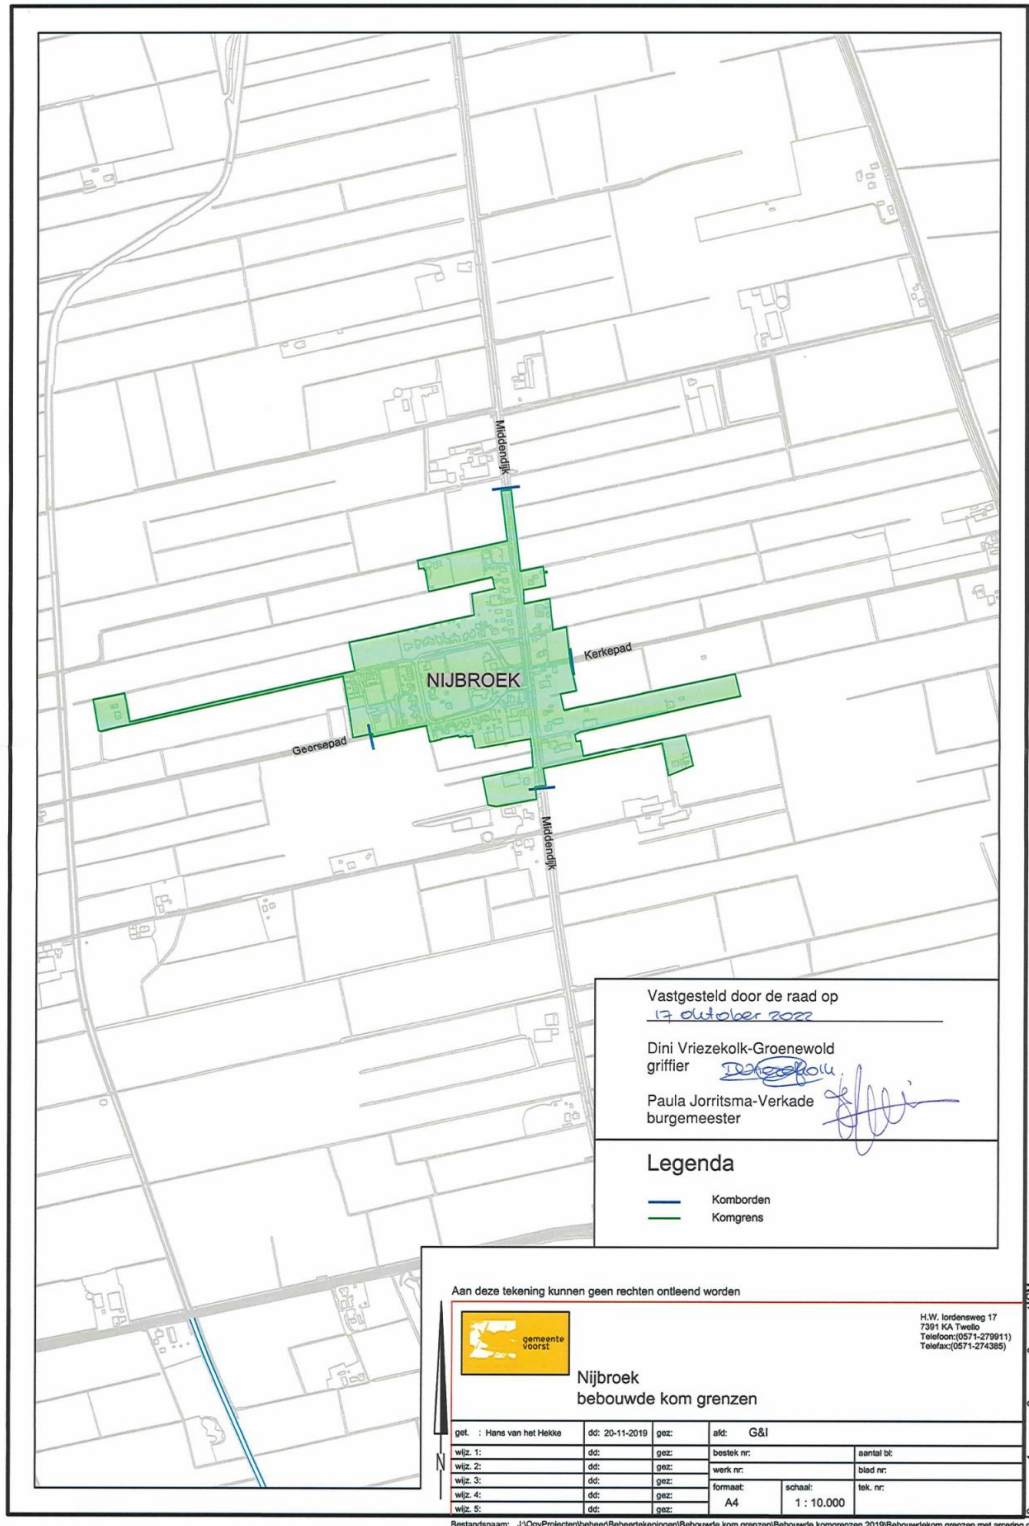 Middendijk
Kerkepad
NIJBROEK
Geersepad
Middendijk
Vastgesteld door de raad op
17 oktober 2022
Dini Vriezekolk-Groenewold
griffier
Paula Jorritsma-Verkade
burgemeester
Legenda
Komborden
Komgrens
Aan deze tekening kunnen geen rechten ontleend worden
gemeente
voorst
H.W. Iordensweg 17
7391 KA Twello
Telefoon:(0571-279911)
Telefax:(0571-274385)
Nijbroek
bebouwde kom grenzen
get. : Hans van het Hekke dd: 20-11-2019 gez: afd: G&I
wijz. 1: dd: gez: bestek nr: aantal bl:
wijz. 2: dd: gez: werk nr: blad nr:
wijz. 3: dd: gez: formaat: schaal: tek. nr:
wijz. 4: dd: gez: A4 1 : 10.000
wijz. 5: dd: gez:
N